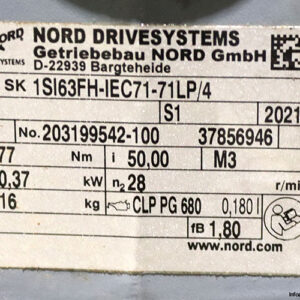 NORD DRIVESYSTEMS
Getriebebau NORD GmbH
D-22939 Bargteheide
NORD
SYSTEMS
SK 1SI63FH-IEC71-71LP/4
S1 2021
No. 203199542-100 37856946
77 Nm i 50,00 M3
0,37 kW n2 28 r/mi
16 kg CLP PG 680 0,180 l
fB 1,80
www.nord.com